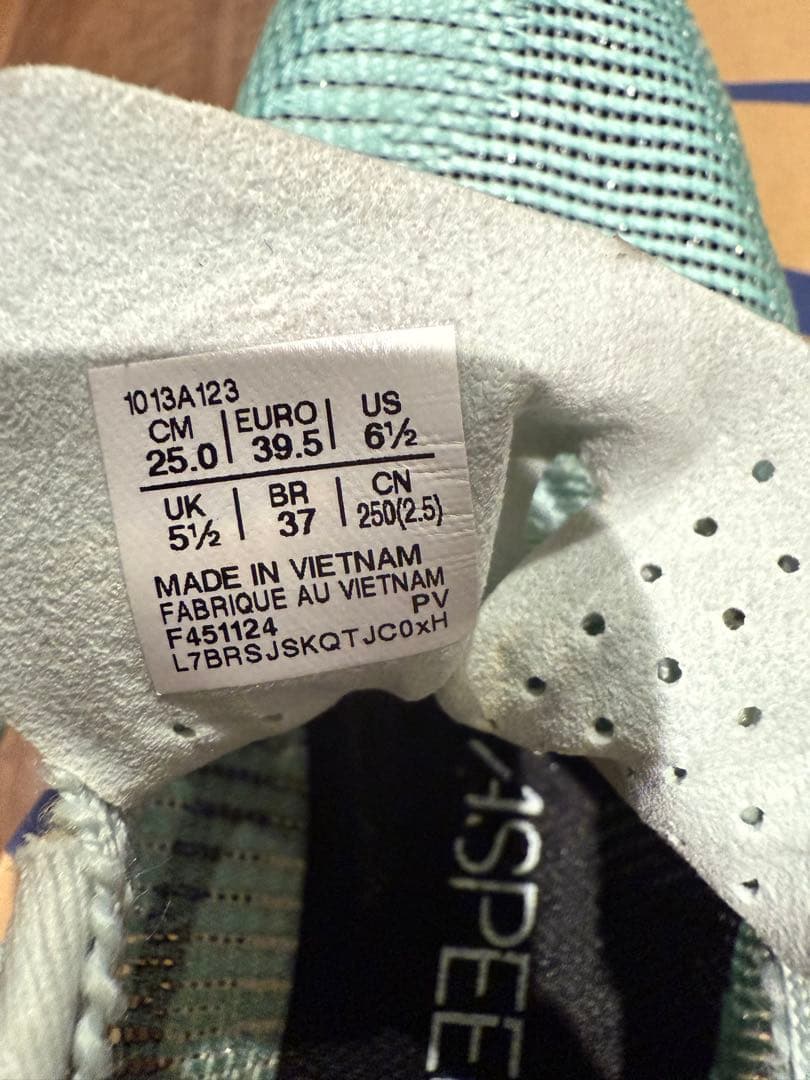 1013A123
CM | EURO | US
25.0 | 39.5 | 6½
UK | BR | CN
5½ | 37 | 250(2.5)
MADE IN VIETNAM
FABRIQUE AU VIETNAM
F451124 PV
L7BRSJSKQTJC0xH